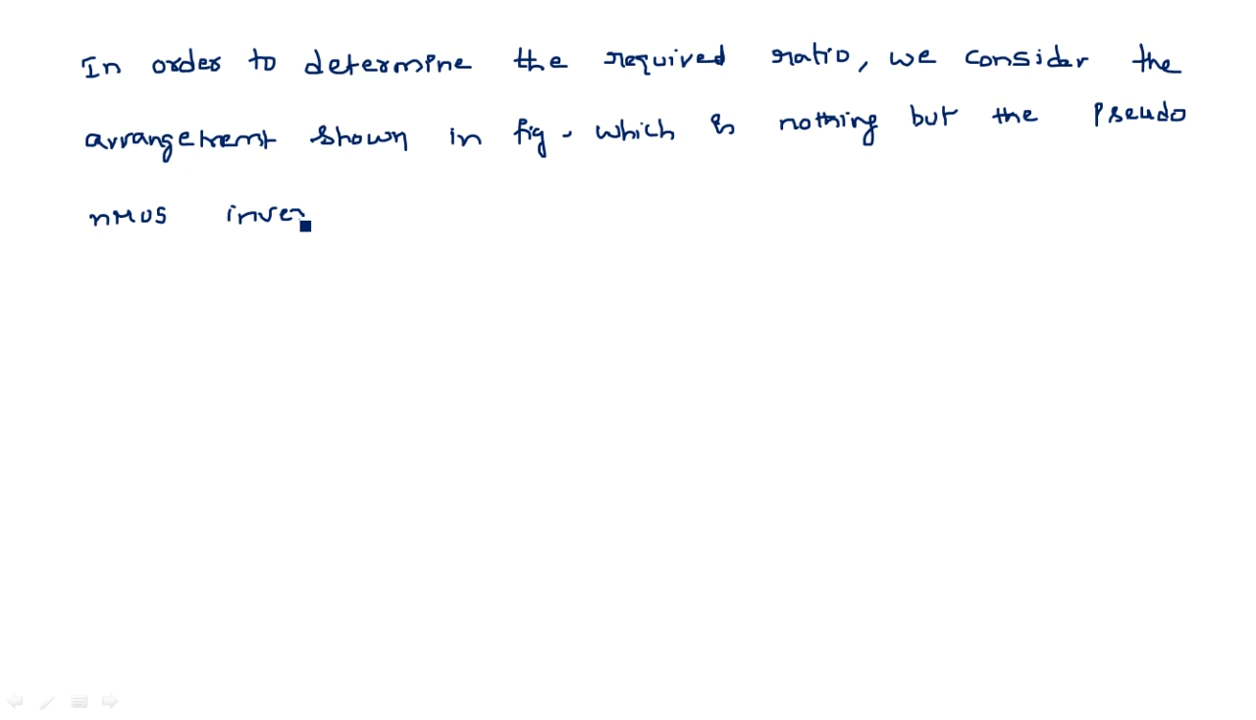 In order to determine the required ratio, we consider the
arrangement shown in fig. which is nothing but the Pseudo
nMOS inver